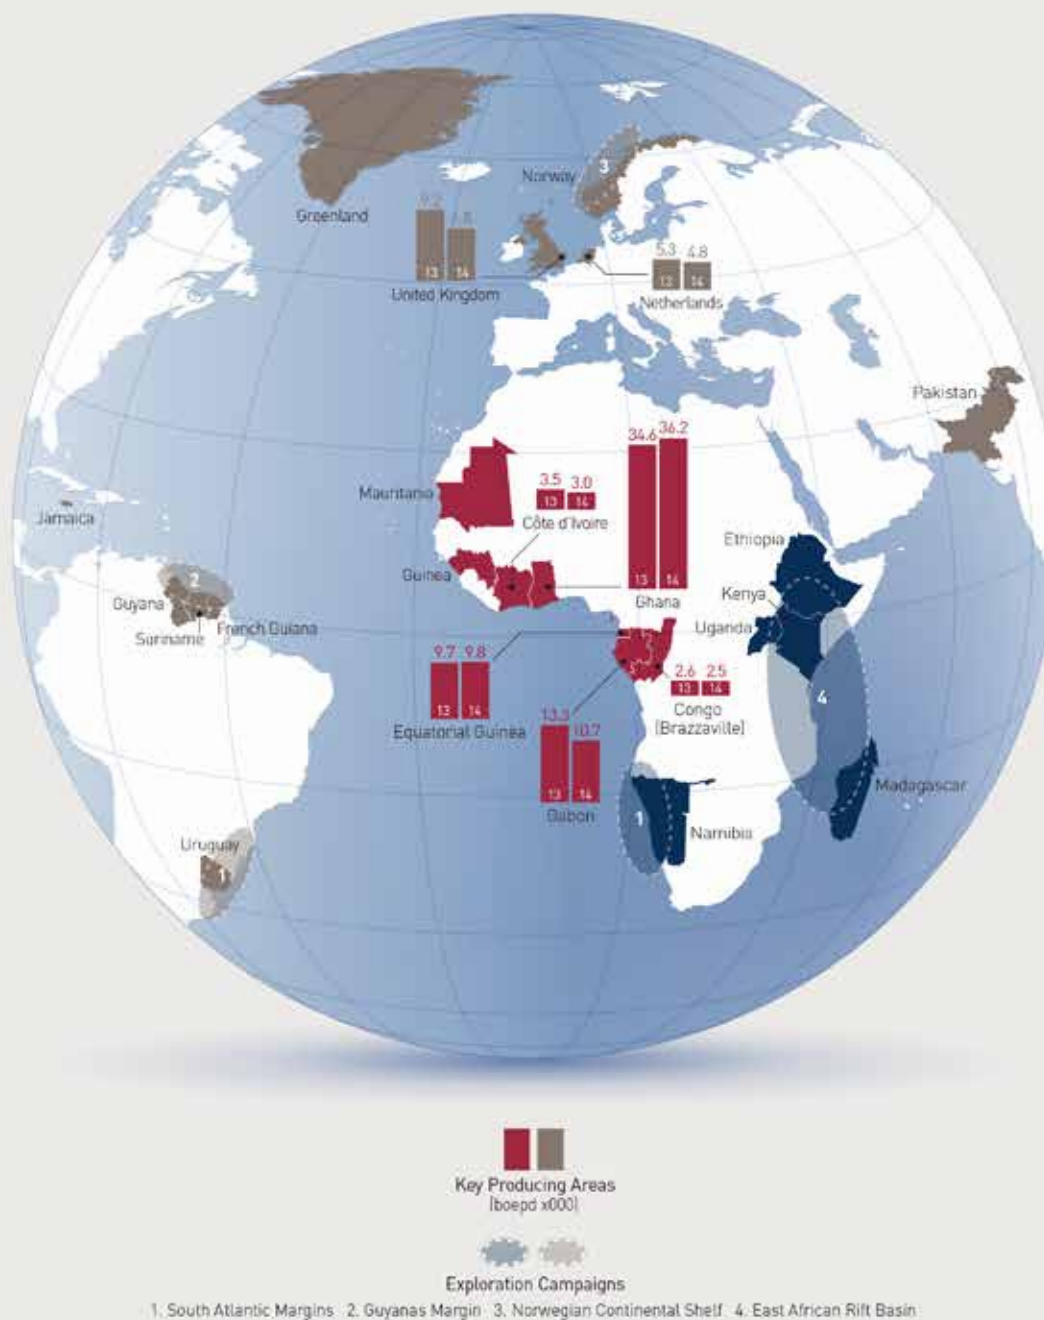 Norway
3
Greenland
9.2
13 14
United Kingdom
5.3 4.8
13 14
Netherlands
Pakistan
34.6 36.2
13 14
Ghana
Mauritania
3.5 3.0
13 14
Côte d'Ivoire
Jamaica
Guinea
Ethiopia
Kenya
Uganda
2
Guyana
Suriname
French Guiana
9.7 9.8
13 14
Equatorial Guinea
2.6 2.5
13 14
Congo
(Brazzaville)
4
13.3 10.7
13 14
Gabon
Madagascar
1
Namibia
Uruguay
1
Key Producing Areas
(boepd x000)
Exploration Campaigns
1. South Atlantic Margins 2. Guyanas Margin 3. Norwegian Continental Shelf 4. East African Rift Basin